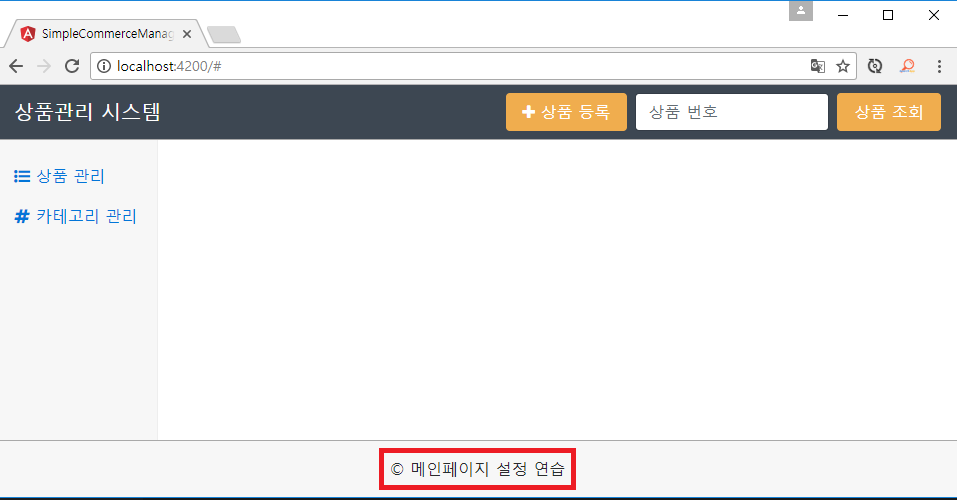 SimpleCommerceManag
localhost:4200/#
상품관리 시스템
상품 등록
상품 번호
상품 조회
상품 관리
# 카테고리 관리
© 메인페이지 설정 연습